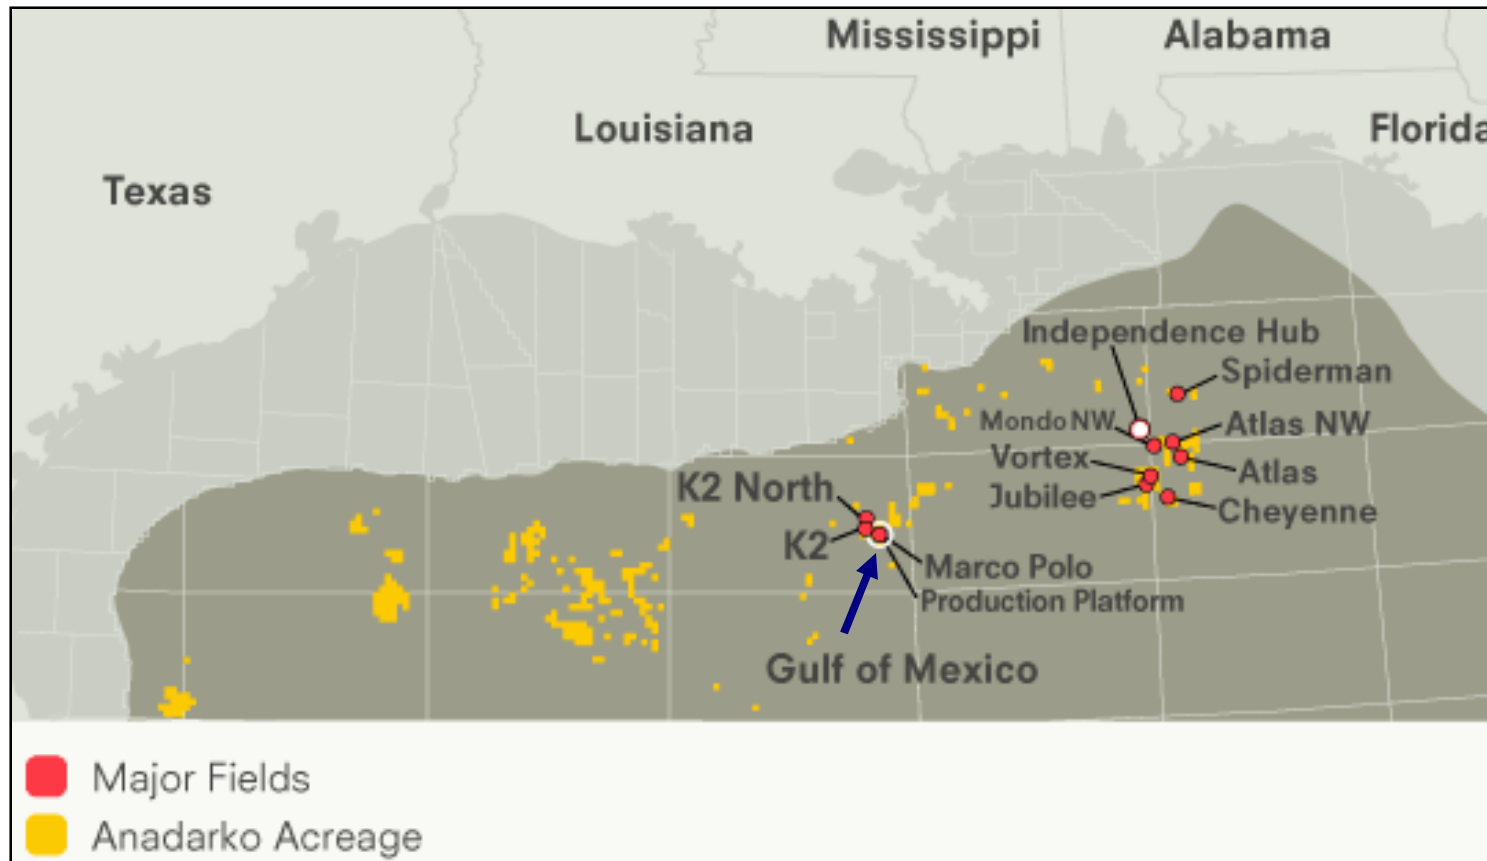 Mississippi
Alabama
Louisiana
Florida
Texas
Independence Hub
Spiderman
Mondo NW
Atlas NW
Vortex
Atlas
K2 North
Jubilee
Cheyenne
K2
Marco Polo
Production Platform
Gulf of Mexico
Major Fields
Anadarko Acreage